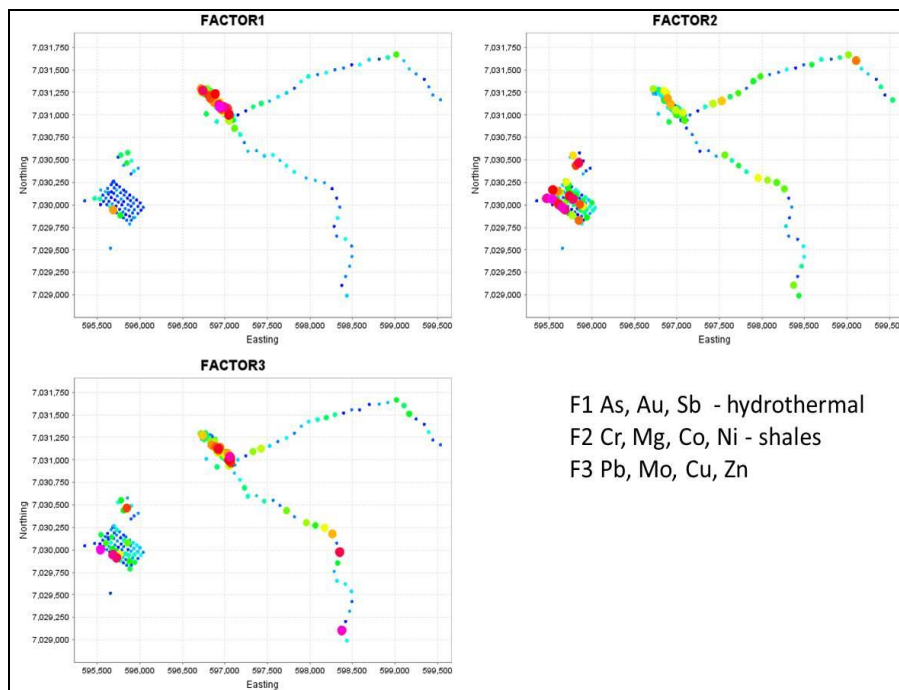 FACTOR1
7,031,750
7,031,500
7,031,250
7,031,000
7,030,750
7,030,500
7,030,250
7,030,000
7,029,750
7,029,500
7,029,250
7,029,000
Northing
595,500 596,000 596,500 597,000 597,500 598,000 598,500 599,000 599,500
Easting
FACTOR2
7,031,750
7,031,500
7,031,250
7,031,000
7,030,750
7,030,500
7,030,250
7,030,000
7,029,750
7,029,500
7,029,250
7,029,000
Northing
595,500 596,000 596,500 597,000 597,500 598,000 598,500 599,000 599,50
Easting
FACTOR3
7,031,750
7,031,500
7,031,250
7,031,000
7,030,750
7,030,500
7,030,250
7,030,000
7,029,750
7,029,500
7,029,250
7,029,000
Northing
595,500 596,000 596,500 597,000 597,500 598,000 598,500 599,000 599,500
Easting
F1 As, Au, Sb - hydrothermal
F2 Cr, Mg, Co, Ni - shales
F3 Pb, Mo, Cu, Zn